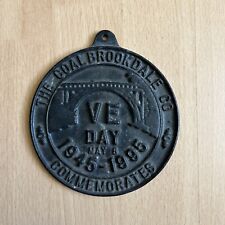 THE COALBROOKDALE CO
VE
DAY
MAY 8
1945-1995
COMMEMORATES